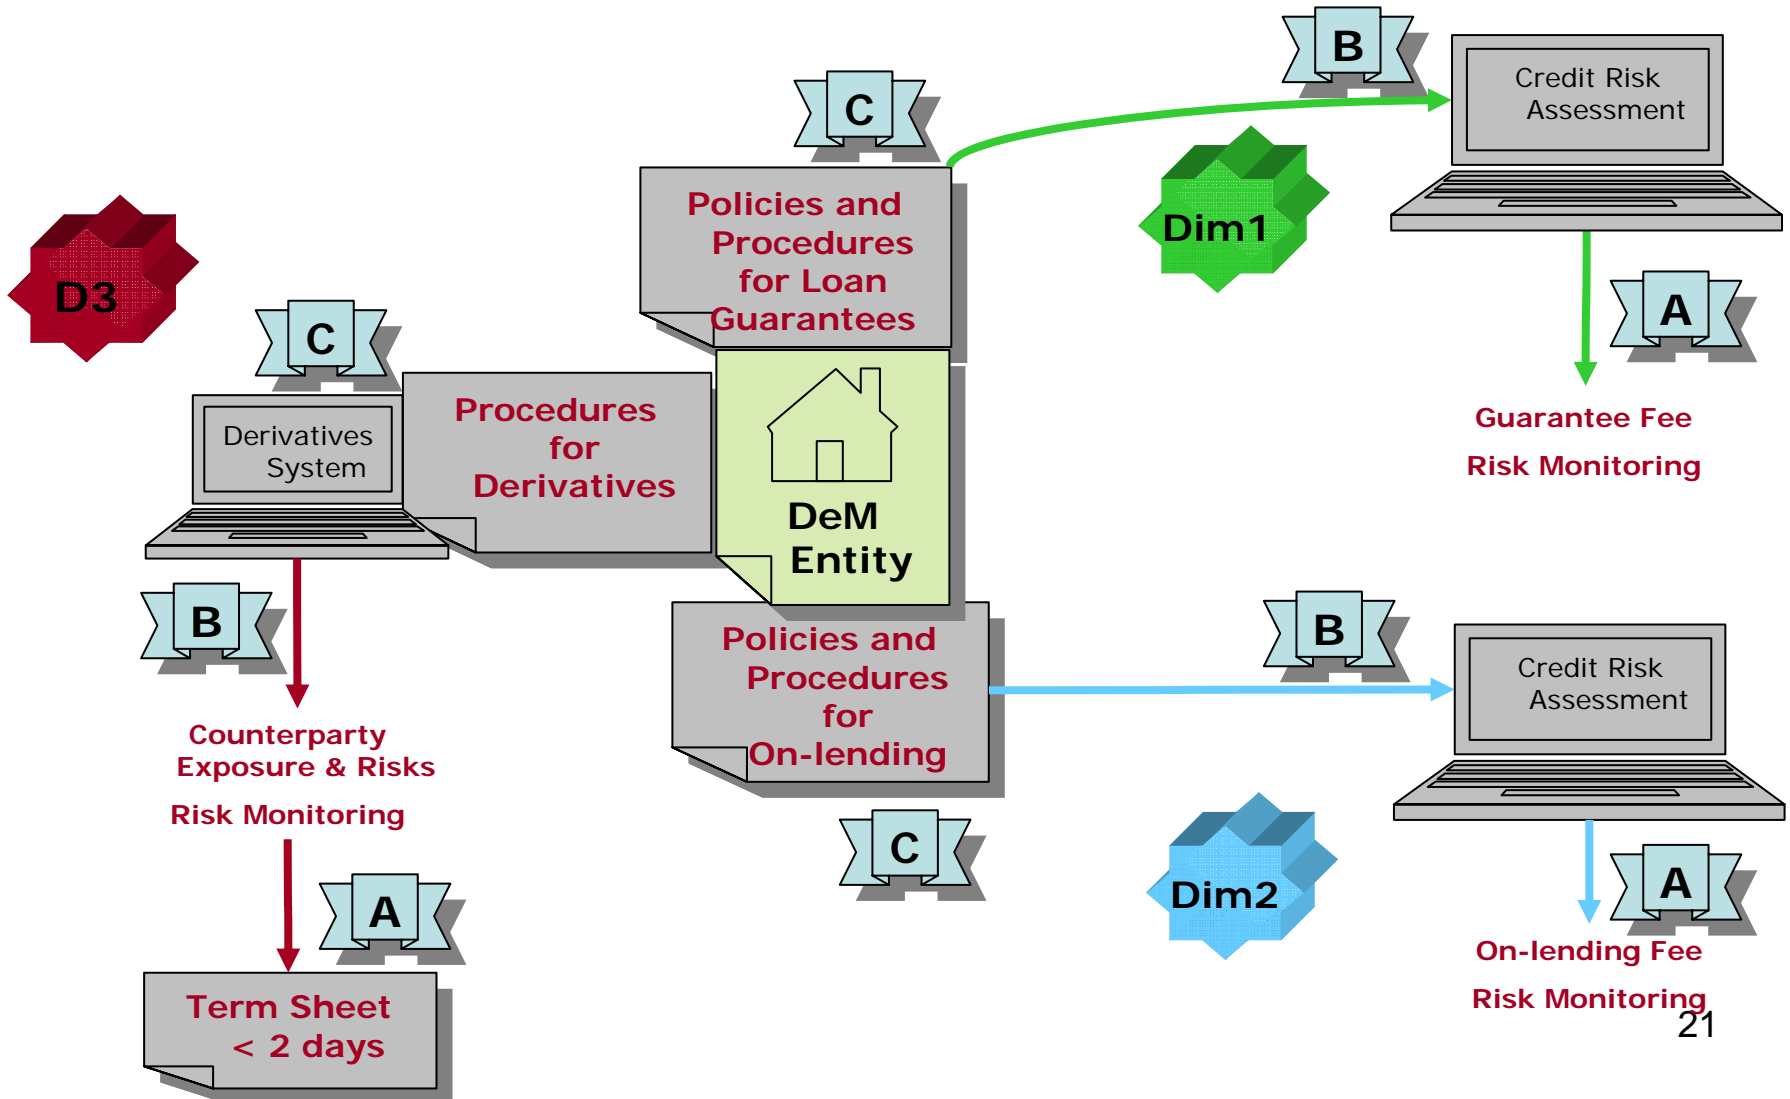 B
Credit Risk
Assessment
C
Policies and
Procedures
for Loan
Guarantees
Dim1
A
Guarantee Fee
Risk Monitoring
D3
C
Derivatives
System
Procedures
for
Derivatives
DeM
Entity
B
Counterparty
Exposure & Risks
Risk Monitoring
A
Term Sheet
< 2 days
Policies and
Procedures
for
On-lending
C
B
Credit Risk
Assessment
Dim2
A
On-lending Fee
Risk Monitoring
21